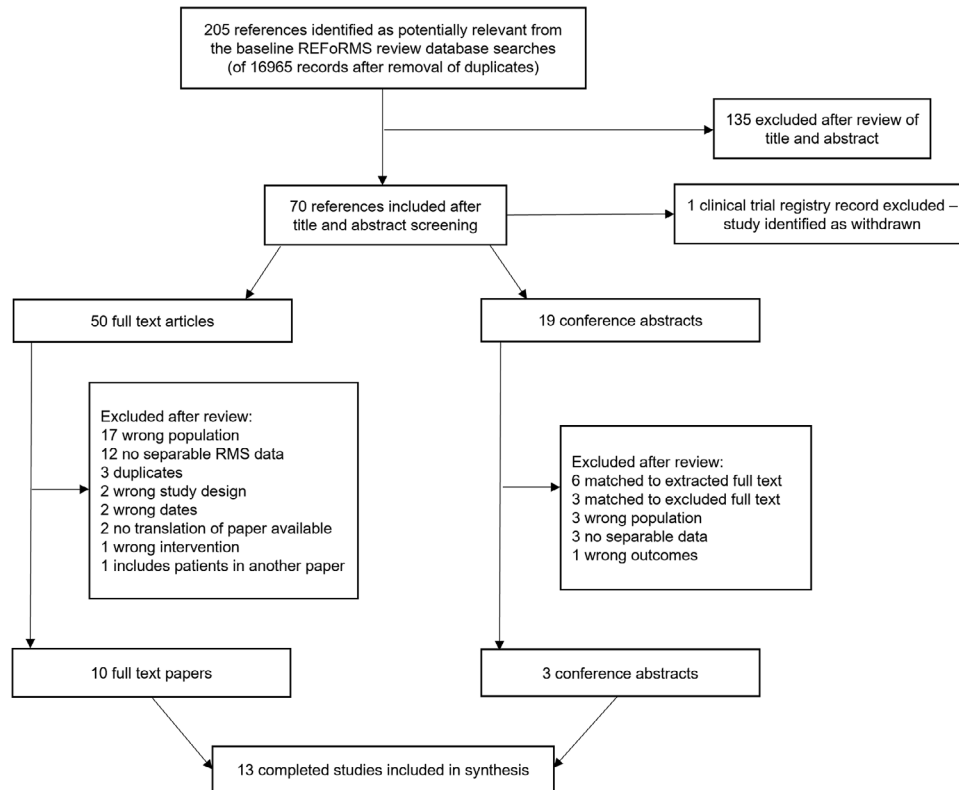 205 references identified as potentially relevant from
the baseline REFoRMS review database searches
(of 16965 records after removal of duplicates)
135 excluded after review of
title and abstract
70 references included after
title and abstract screening
1 clinical trial registry record excluded –
study identified as withdrawn
50 full text articles
19 conference abstracts
Excluded after review:
17 wrong population
12 no separable RMS data
3 duplicates
2 wrong study design
2 wrong dates
2 no translation of paper available
1 wrong intervention
1 includes patients in another paper
Excluded after review:
6 matched to extracted full text
3 matched to excluded full text
3 wrong population
3 no separable data
1 wrong outcomes
10 full text papers
3 conference abstracts
13 completed studies included in synthesis